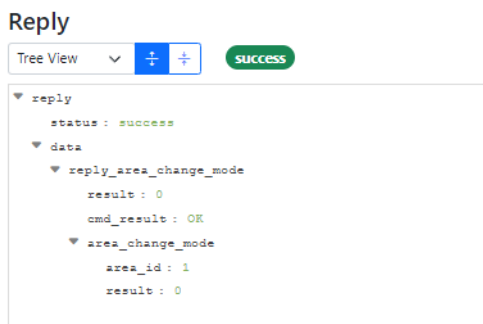 Reply
Tree View
success
reply
status : success
data
reply_area_change_mode
result : 0
cmd_result : OK
area_change_mode
area_id : 1
result : 0